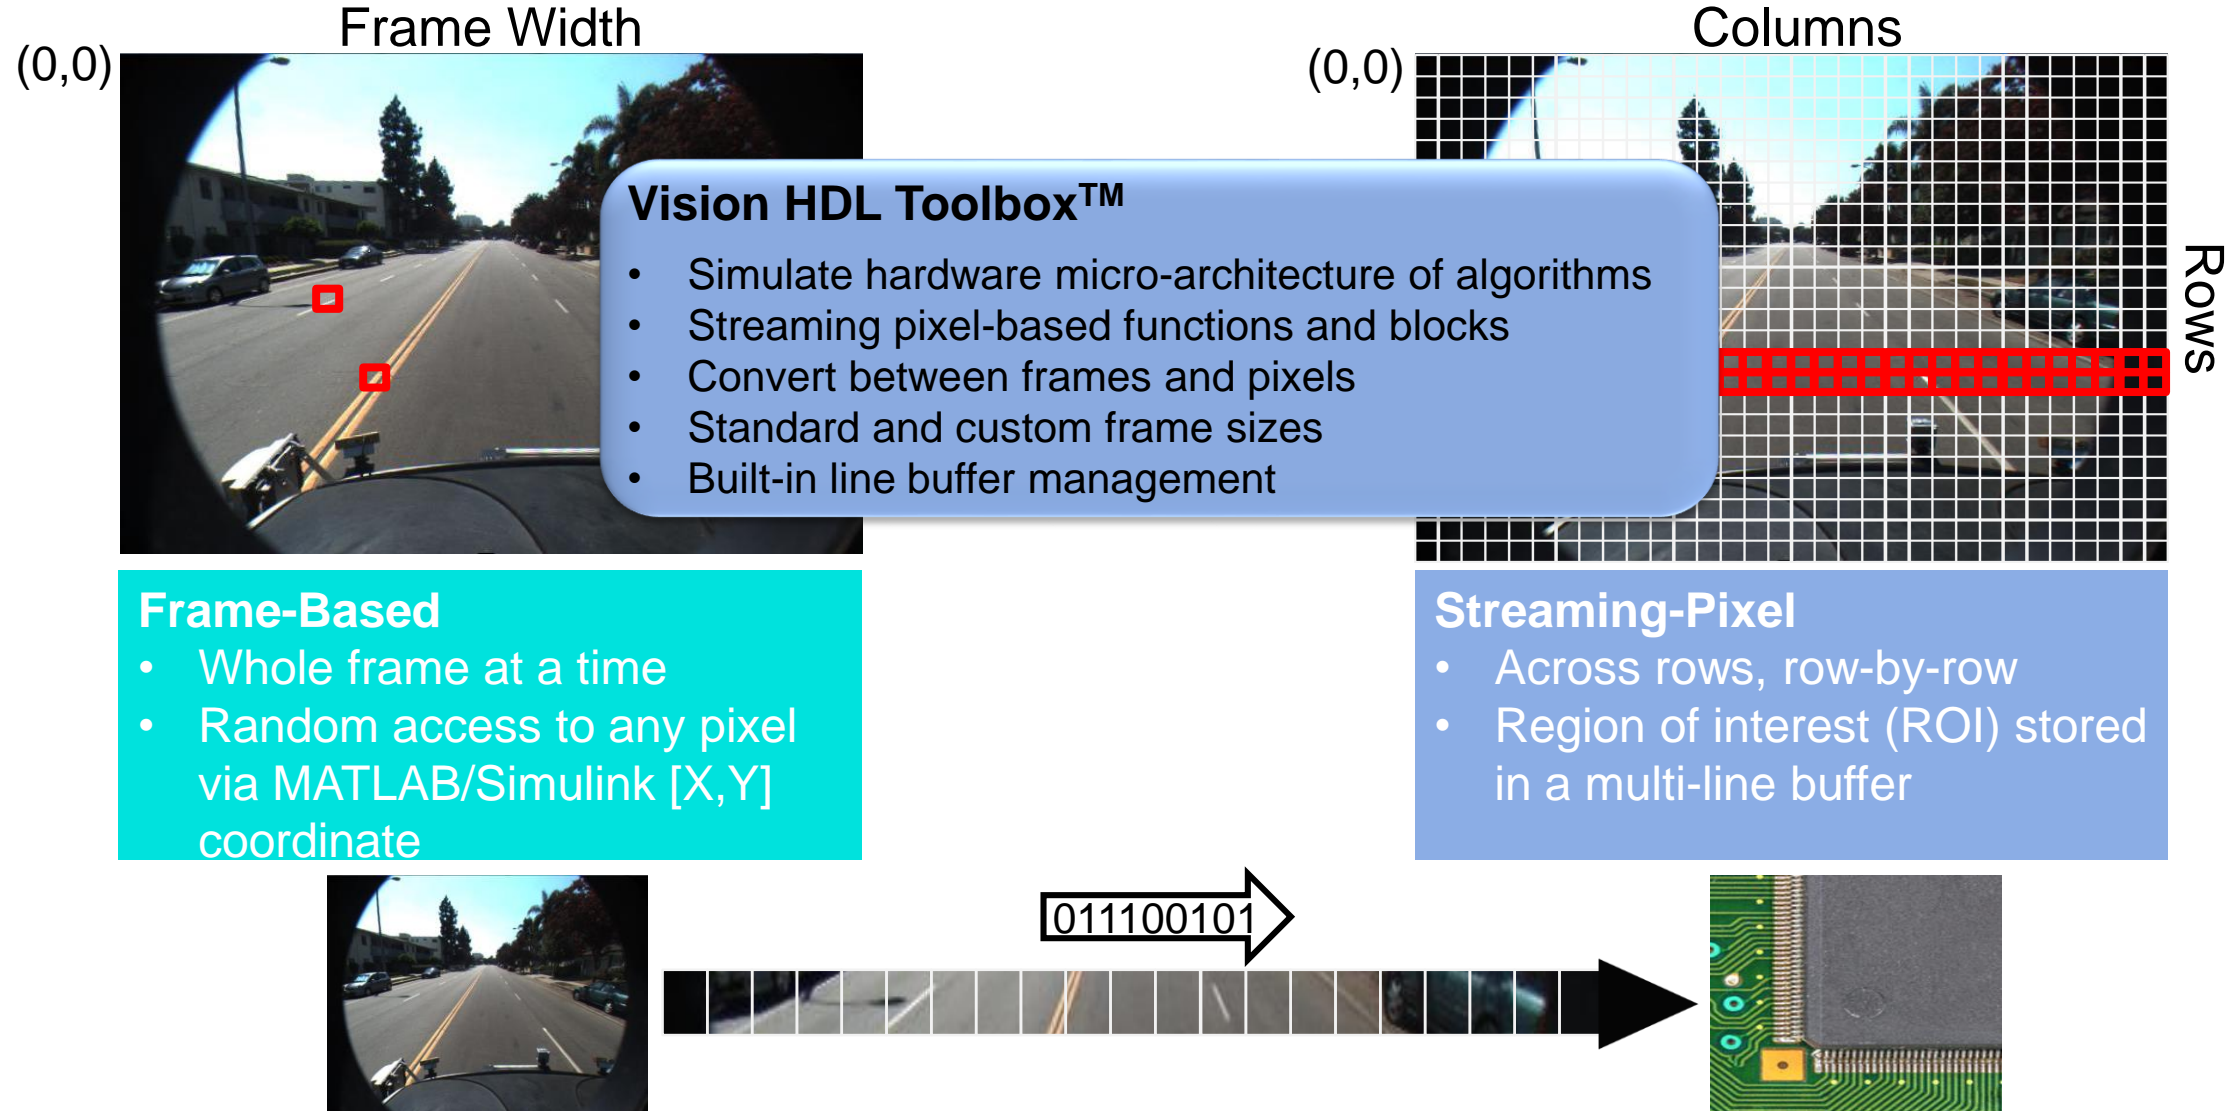 Frame Width
(0,0)
Columns
(0,0)
Rows
Vision HDL Toolbox™
• Simulate hardware micro-architecture of algorithms
• Streaming pixel-based functions and blocks
• Convert between frames and pixels
• Standard and custom frame sizes
• Built-in line buffer management
Frame-Based
• Whole frame at a time
• Random access to any pixel
via MATLAB/Simulink [X,Y]
coordinate
Streaming-Pixel
• Across rows, row-by-row
• Region of interest (ROI) stored
in a multi-line buffer
011100101